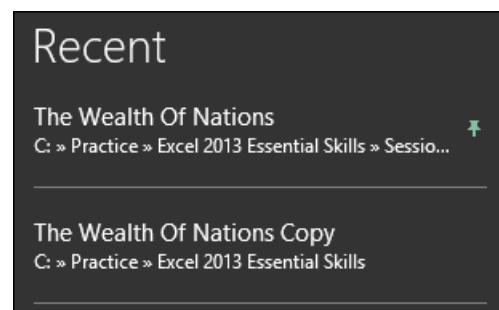 Recent
The Wealth Of Nations
C: » Practice » Excel 2013 Essential Skills » Sessio...
The Wealth Of Nations Copy
C: » Practice » Excel 2013 Essential Skills